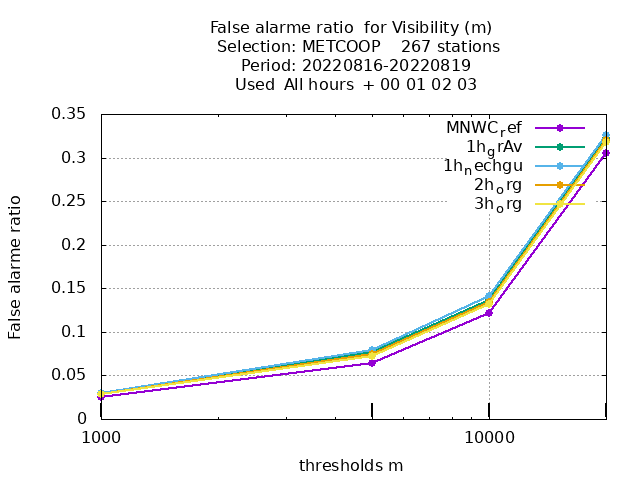 False alarme ratio  for Visibility (m)
Selection: METCOOP    267 stations
Period: 20220816-20220819
Used  All hours  + 00 01 02 03
False alarme ratio
0.35
0.3
0.25
0.2
0.15
0.1
0.05
0
1000
10000
thresholds m
MNWC_ref
1h_grAv
1h_nechgu
2h_org
3h_org